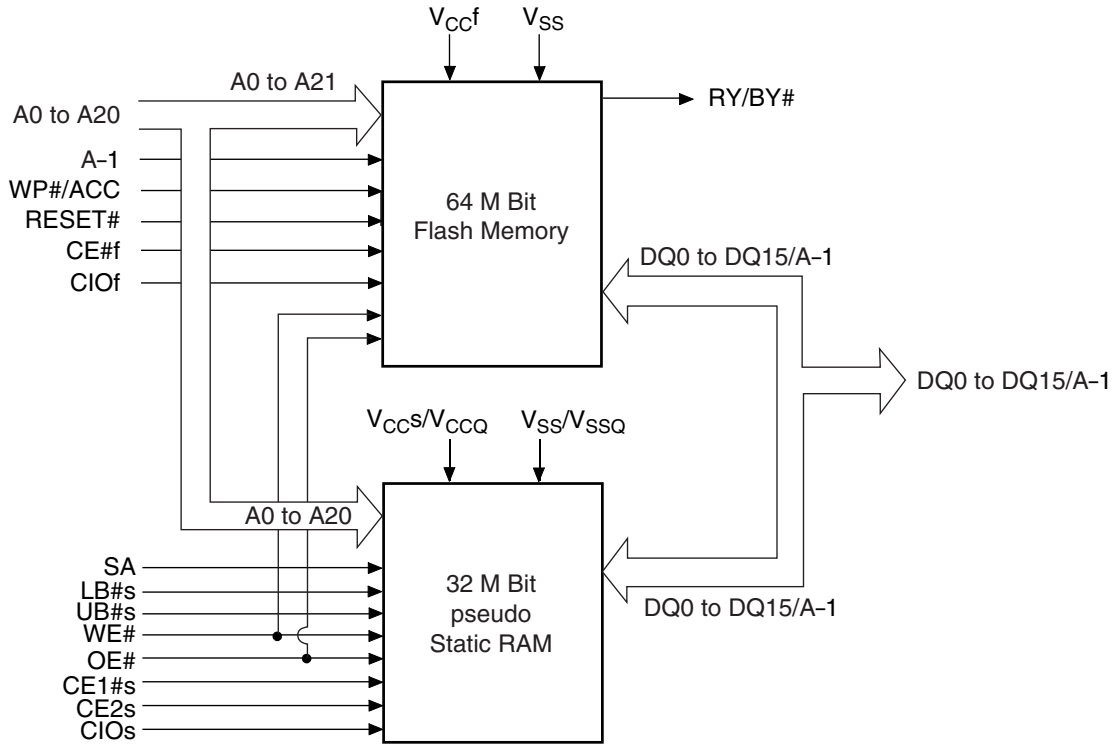 VCCf
VSS
A0 to A21
RY/BY#
A0 to A20
A–1
WP#/ACC
RESET#
CE#f
CIOf
64 M Bit
Flash Memory
DQ0 to DQ15/A–1
DQ0 to DQ15/A–1
VCCs/VCCQ
VSS/VSSQ
A0 to A20
SA
LB#s
UB#s
WE#
OE#
CE1#s
CE2s
CIOs
32 M Bit
pseudo
Static RAM
DQ0 to DQ15/A–1